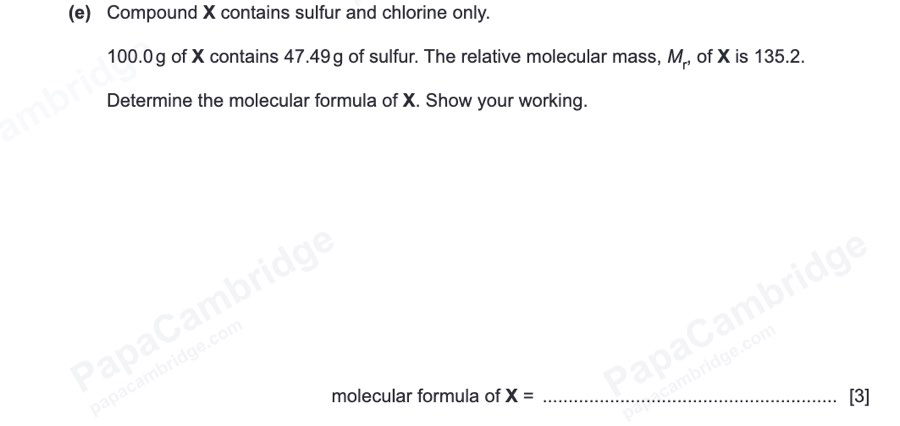 (e) Compound X contains sulfur and chlorine only.
100.0g of X contains 47.49g of sulfur. The relative molecular mass, Mr, of X is 135.2.
Determine the molecular formula of X. Show your working.
molecular formula of X = .......................................................... [3]
ambridge
PapaCambridge
papacambridge.com
PapaCambridge
papacambridge.com